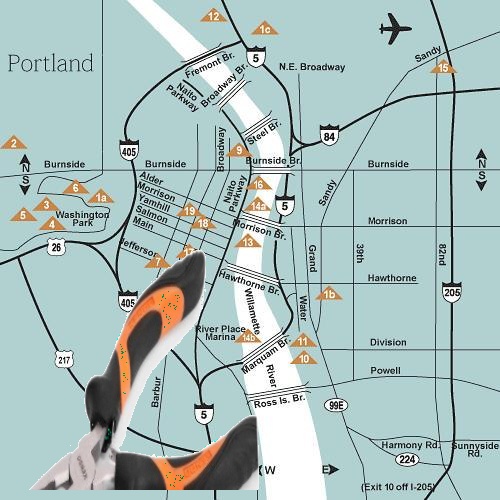 12
1c
Portland
Fremont Br.
5
Sandy
15
N.E. Broadway
Naito
Parkway
Broadway Br.
Steel Br.
84
405
2
N
S
Burnside
Burnside
Broadway
9
Burnside Br.
Burnside
N
S
Alder
Morrison
Yamhill
Salmon
Main
Jefferson
6
1a
3
5
4
Washington
Park
19
18
Naito
Parkway
16
14a
5
Sandy
Morrison Br.
Morrison
13
26
7
17
Grand
39th
82nd
Hawthorne Br.
Hawthorne
405
Willamette
River
Water
1b
205
River Place
Marina
14b
Marquam Br.
11
10
Division
217
Powell
Barbur
Ross Is. Br.
5
99E
Harmony Rd.
Sunnyside
Rd.
224
W
E
(Exit 10 off I-205)